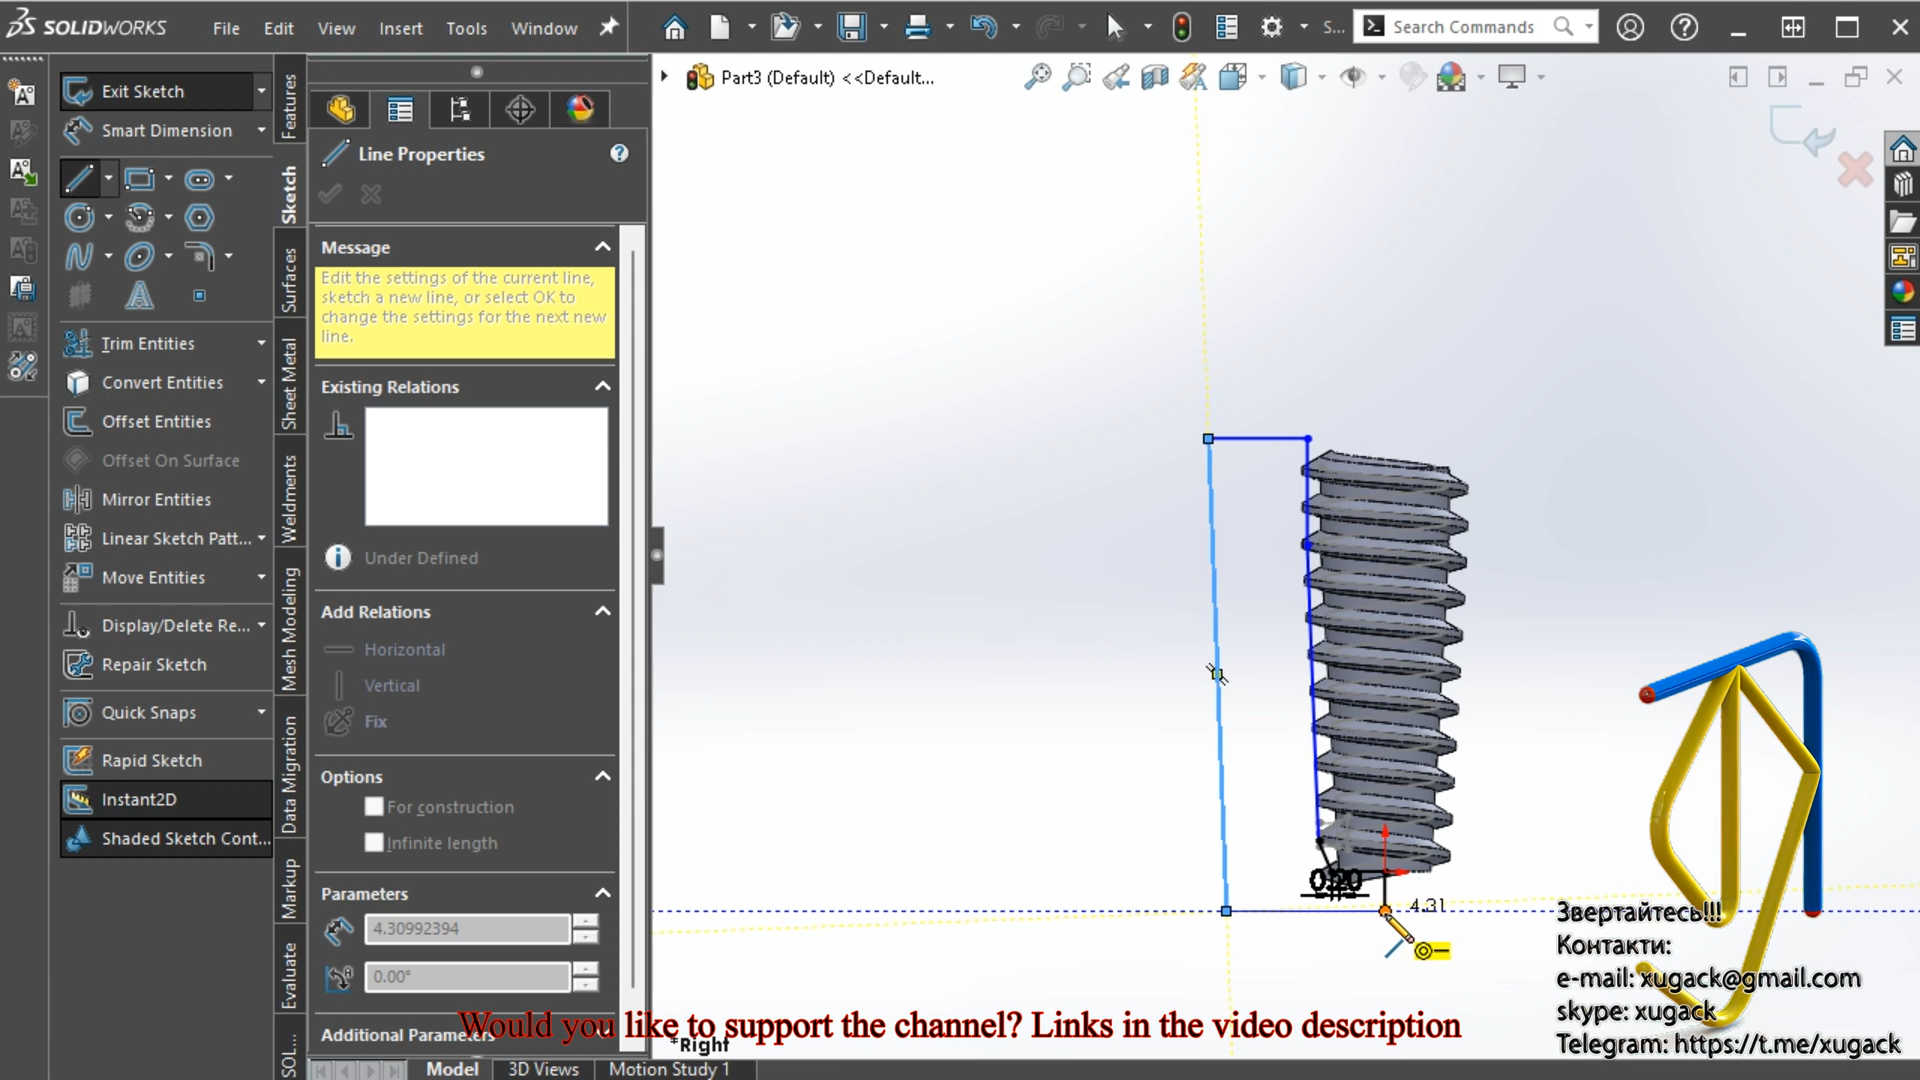 SOLIDWORKS
File Edit View Insert Tools Window
S...
Search Commands
Exit Sketch
Smart Dimension
Trim Entities
Convert Entities
Offset Entities
Offset On Surface
Mirror Entities
Linear Sketch Patt...
Move Entities
Display/Delete Re...
Repair Sketch
Quick Snaps
Rapid Sketch
Instant2D
Shaded Sketch Cont...
Features
Sketch
Surfaces
Sheet Metal
Weldments
Mesh Modeling
Data Migration
Markup
Evaluate
SOL...
Line Properties
Message
Edit the settings of the current line,
sketch a new line, or select OK to
change the settings for the next new
line.
Existing Relations
Under Defined
Add Relations
Horizontal
Vertical
Fix
Options
For construction
Infinite length
Parameters
4.30992394
0.00°
Additional Parameters
Part3 (Default) <<Default...
4.31
*Right
Model 3D Views Motion Study 1
Would you like to support the channel? Links in the video description
Звертайтесь!!!
Контакти:
e-mail: xugack@gmail.com
skype: xugack
Telegram: https://t.me/xugack